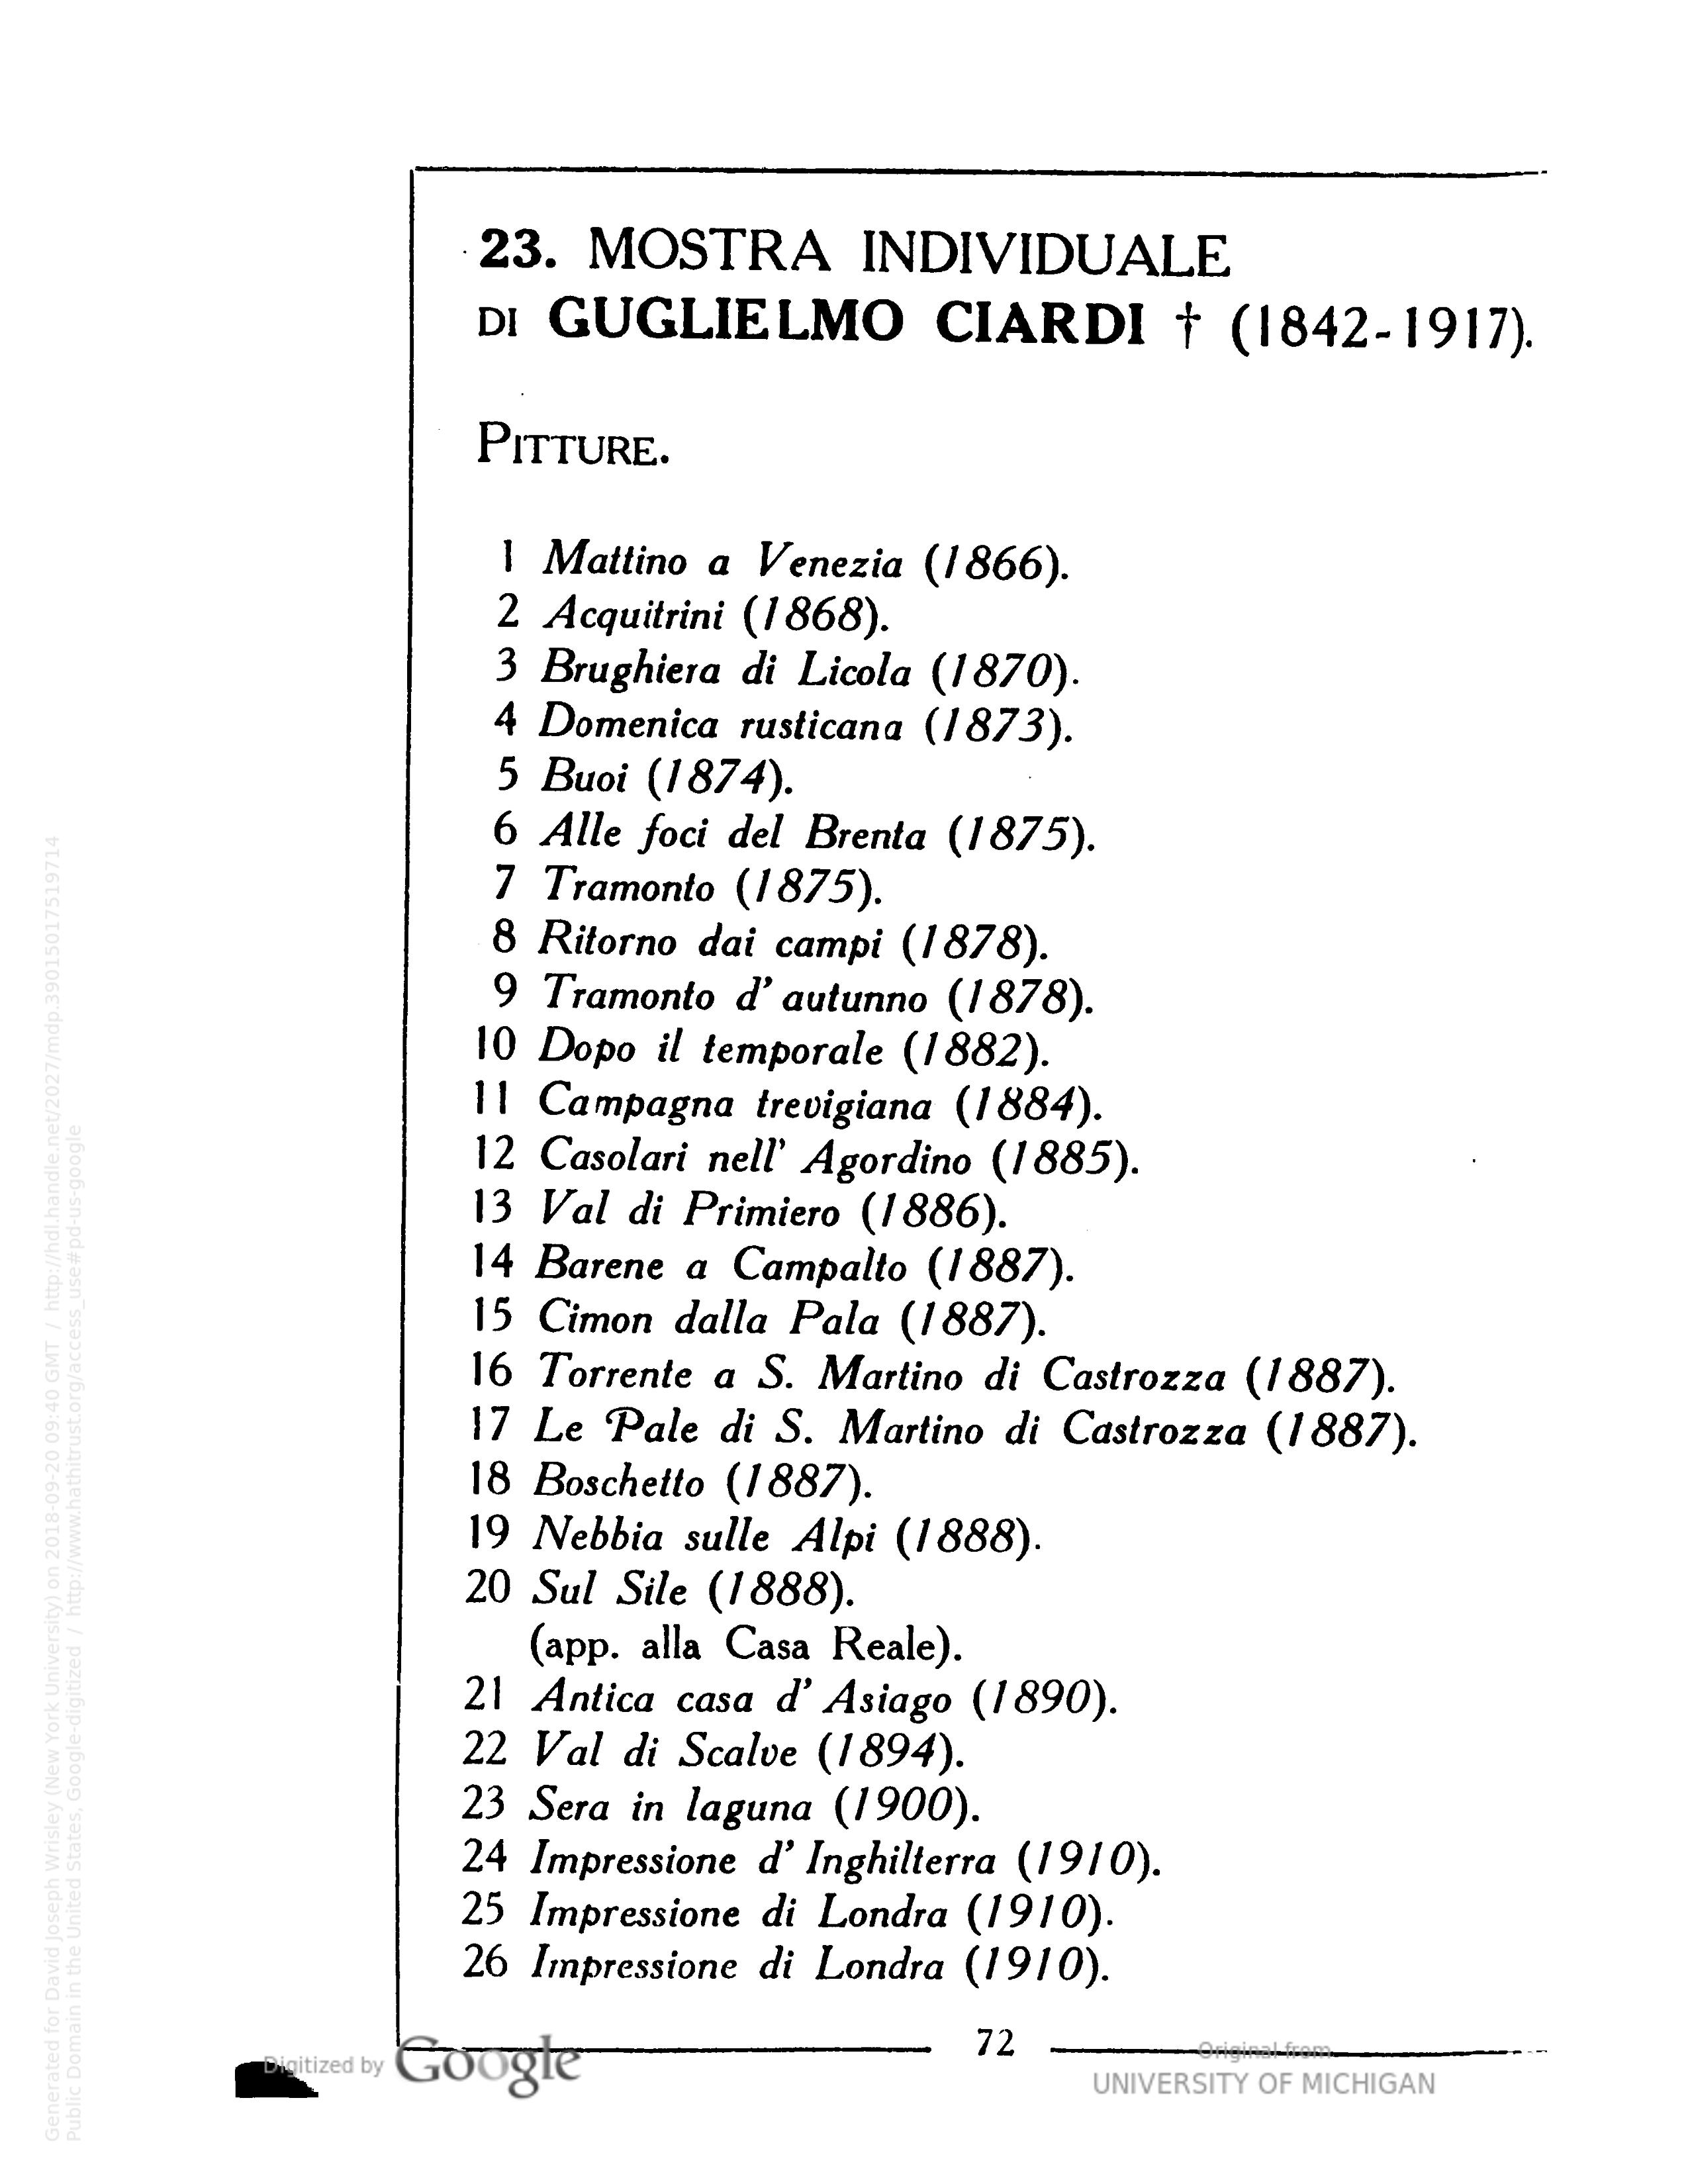 23. MOSTRA INDIVIDUALE
DI GUGLIELMO CIARDI † (1842-1917).
PITTURE.
1 Mattino a Venezia (1866).
2 Acquitrini (1868).
3 Brughiera di Licola (1870).
4 Domenica rusticana (1873).
5 Buoi (1874).
6 Alle foci del Brenta (1875).
7 Tramonto (1875).
8 Ritorno dai campi (1878).
9 Tramonto d' autunno (1878).
10 Dopo il temporale (1882).
11 Campagna trevigiana (1884).
12 Casolari nell' Agordino (1885).
13 Val di Primiero (1886).
14 Barene a Campalto (1887).
15 Cimon dalla Pala (1887).
16 Torrente a S. Martino di Castrozza (1887).
17 Le Pale di S. Martino di Castrozza (1887).
18 Boschetto (1887).
19 Nebbia sulle Alpi (1888).
20 Sul Sile (1888).
(app. alla Casa Reale).
21 Antica casa d' Asiago (1890).
22 Val di Scalve (1894).
23 Sera in laguna (1900).
24 Impressione d' Inghilterra (1910).
25 Impressione di Londra (1910).
26 Impressione di Londra (1910).
72
Digitized by Google
Original from
UNIVERSITY OF MICHIGAN
Generated for David Joseph Wrisley (New York University) on 2018-09-20 09:40 GMT / http://hdl.handle.net/2027/mdp.39015017519714
Public Domain in the United States, Google-digitized / http://www.hathitrust.org/access_use#pd-us-google